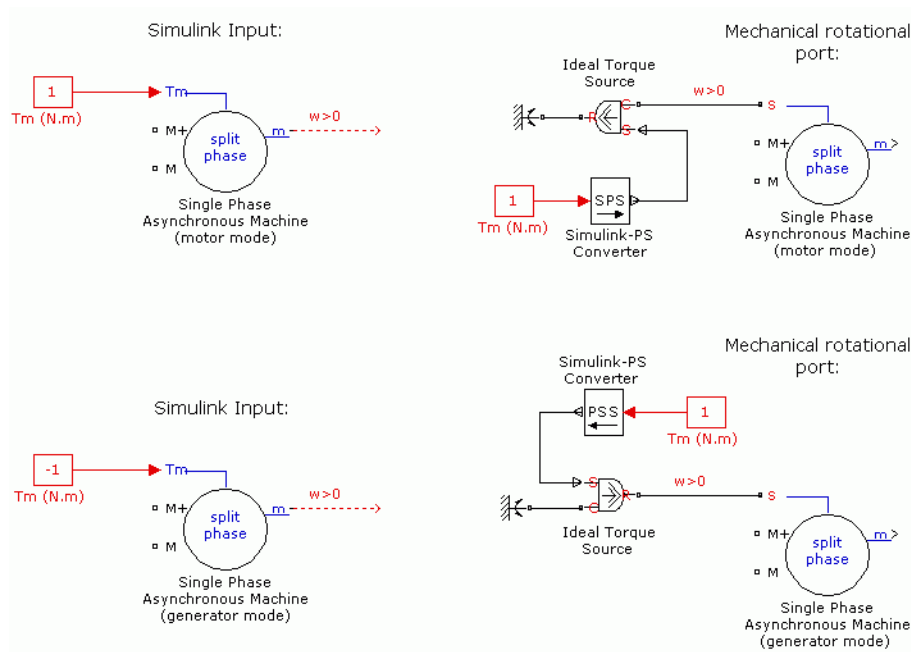 Simulink Input:
1
Tm (N.m)
Tm
M+
M
split
phase
m
w>0
Single Phase
Asynchronous Machine
(motor mode)
Mechanical rotational
port:
Ideal Torque
Source
R
C
S
w>0
S
1
Tm (N.m)
SPS
Simulink-PS
Converter
M+
M
split
phase
m
Single Phase
Asynchronous Machine
(motor mode)
Simulink Input:
-1
Tm (N.m)
Tm
M+
M
split
phase
m
w>0
Single Phase
Asynchronous Machine
(generator mode)
Mechanical rotational
port:
Simulink-PS
Converter
PSS
1
Tm (N.m)
S
C
R
Ideal Torque
Source
w>0
S
M+
M
split
phase
m
Single Phase
Asynchronous Machine
(generator mode)